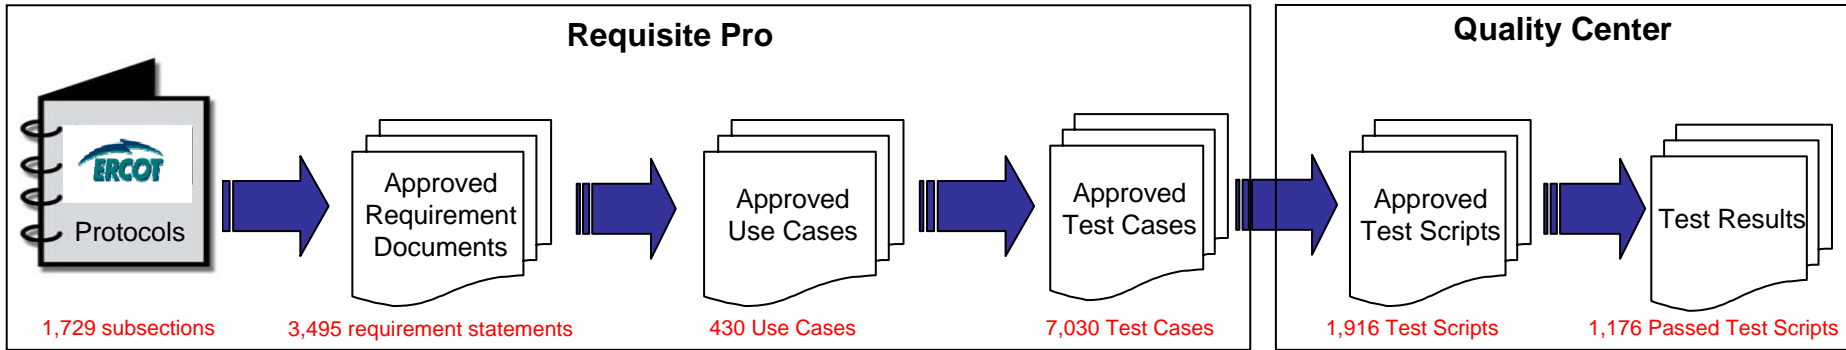 Requisite Pro
Quality Center
ERCOT
Protocols
Approved
Requirement
Documents
Approved
Use Cases
Approved
Test Cases
Approved
Test Scripts
Test Results
1,729 subsections
3,495 requirement statements
430 Use Cases
7,030 Test Cases
1,916 Test Scripts
1,176 Passed Test Scripts